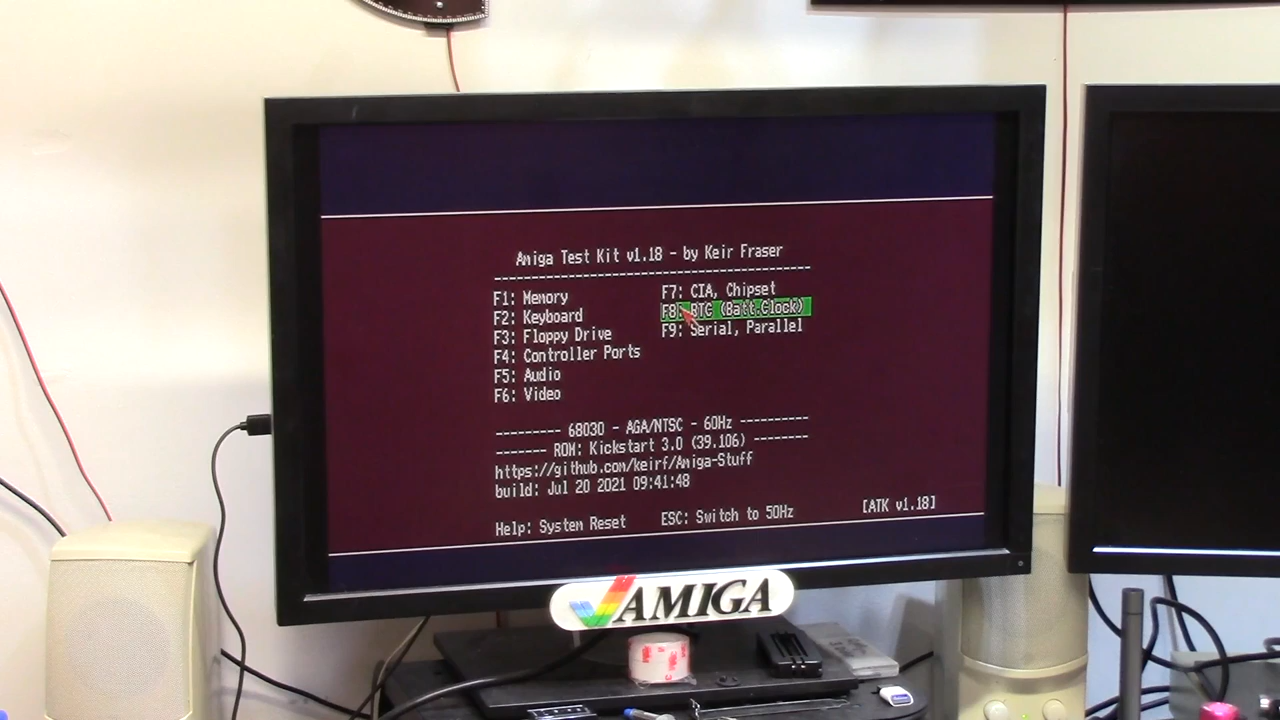 Amiga Test Kit v1.18 - by Keir Fraser
------------------------------------------
F1: Memory
F2: Keyboard
F3: Floppy Drive
F4: Controller Ports
F5: Audio
F6: Video
F7: CIA, Chipset
F8: RTC (Batt.Clock)
F9: Serial, Parallel
--------- 68030 - AGA/NTSC - 60Hz ---------
------- ROM: Kickstart 3.0 (39.106) -------
https://github.com/keirf/Amiga-Stuff
build: Jul 20 2021 09:41:48
Help: System Reset
ESC: Switch to 50Hz
[ATK v1.18]
AMIGA